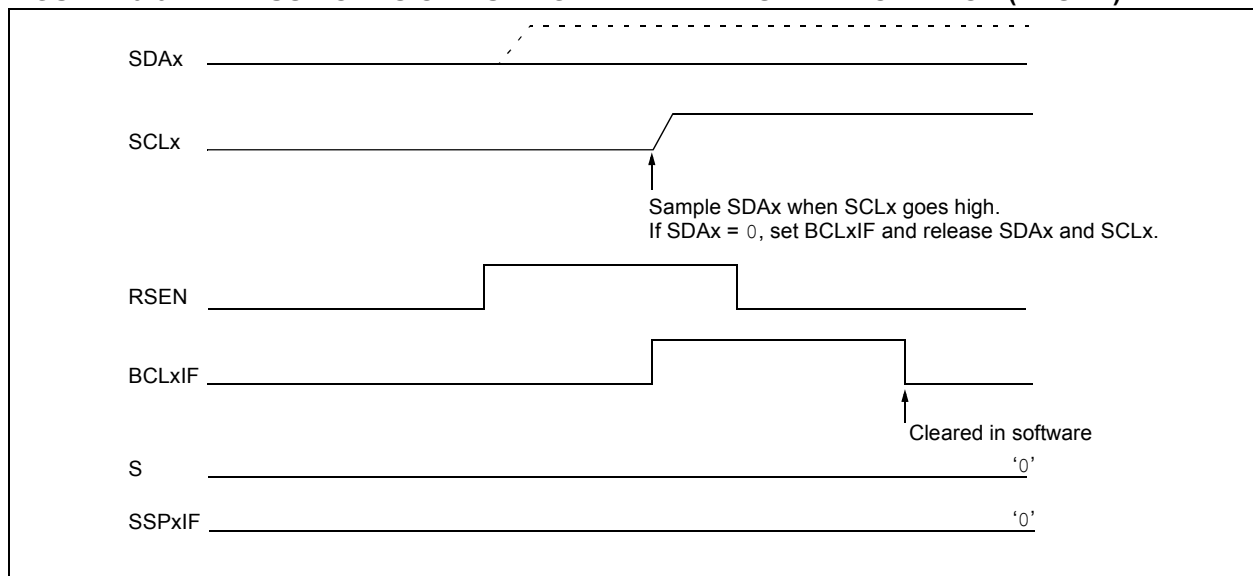 SDAx
SCLx
Sample SDAx when SCLx goes high.
If SDAx = 0, set BCLxIF and release SDAx and SCLx.
RSEN
BCLxIF
Cleared in software
S
‘0’
SSPxIF
‘0’